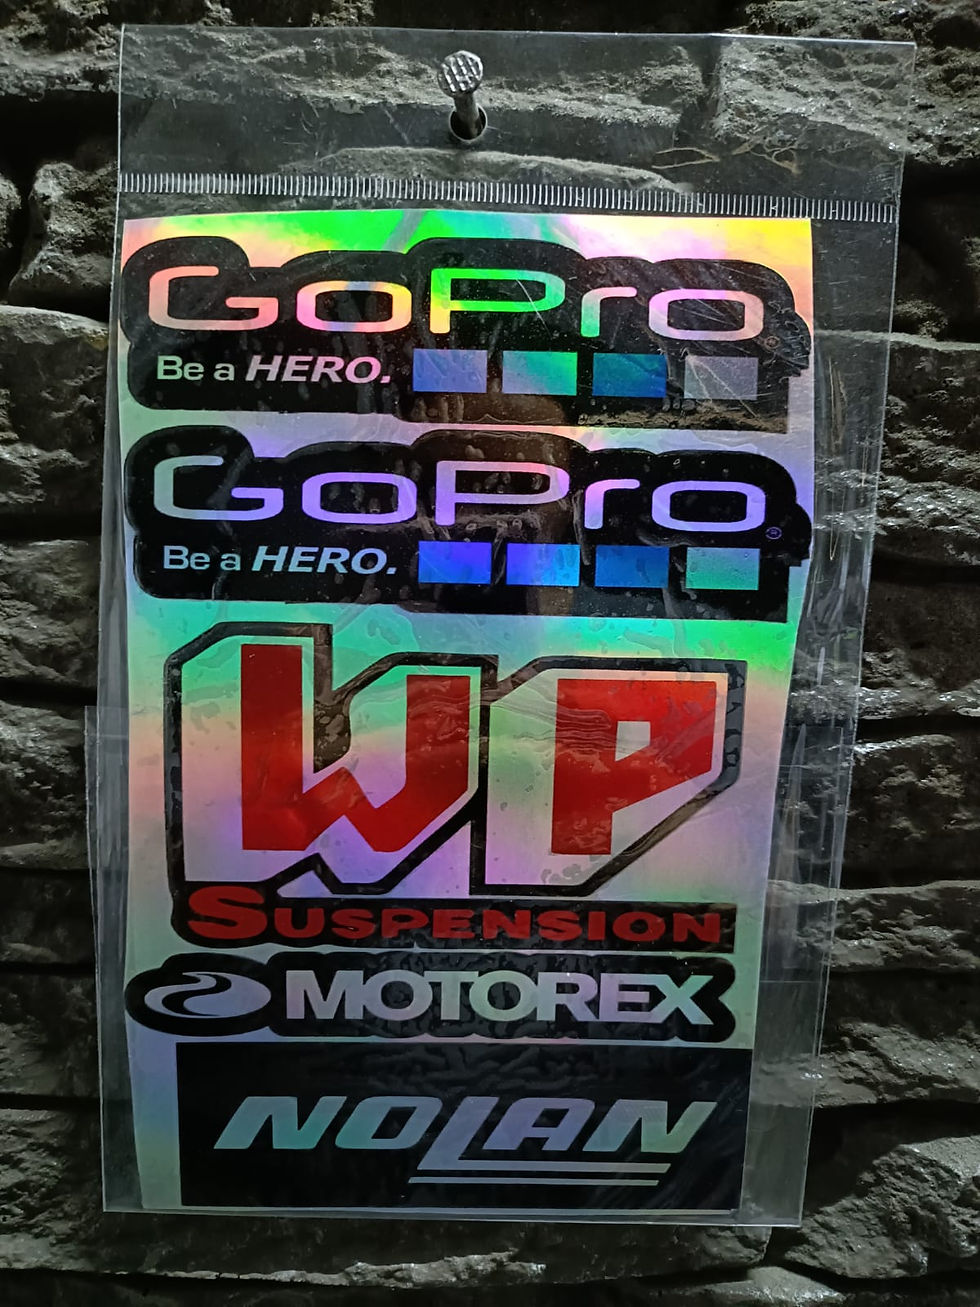 GoPro®
Be a HERO.
GoPro®
Be a HERO.
WP
SUSPENSION
MOTOREX
NOLAN